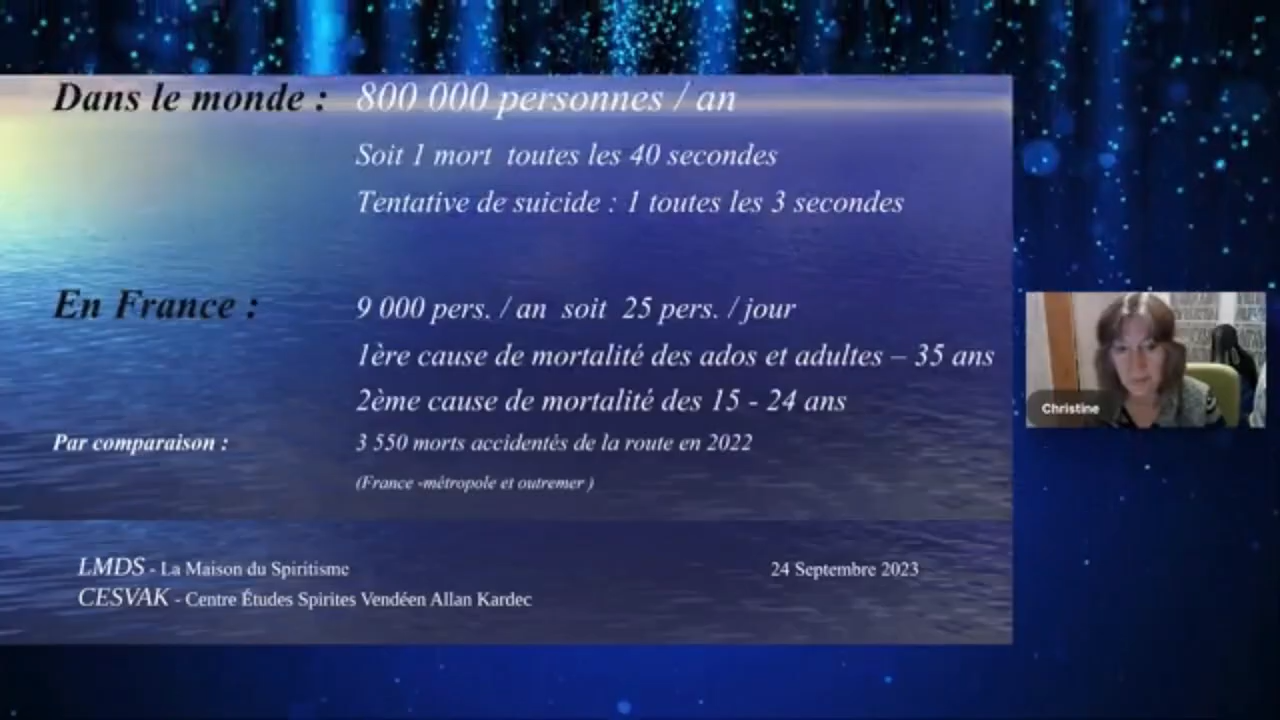 Dans le monde : 800 000 personnes / an
Soit 1 mort toutes les 40 secondes
Tentative de suicide : 1 toutes les 3 secondes
En France : 9 000 pers. / an soit 25 pers. / jour
1ère cause de mortalité des ados et adultes – 35 ans
2ème cause de mortalité des 15 - 24 ans
Par comparaison : 3 550 morts accidentés de la route en 2022
(France -métropole et outremer )
Christine
LMDS - La Maison du Spiritisme 24 Septembre 2023
CESVAK - Centre Études Spirites Vendéen Allan Kardec